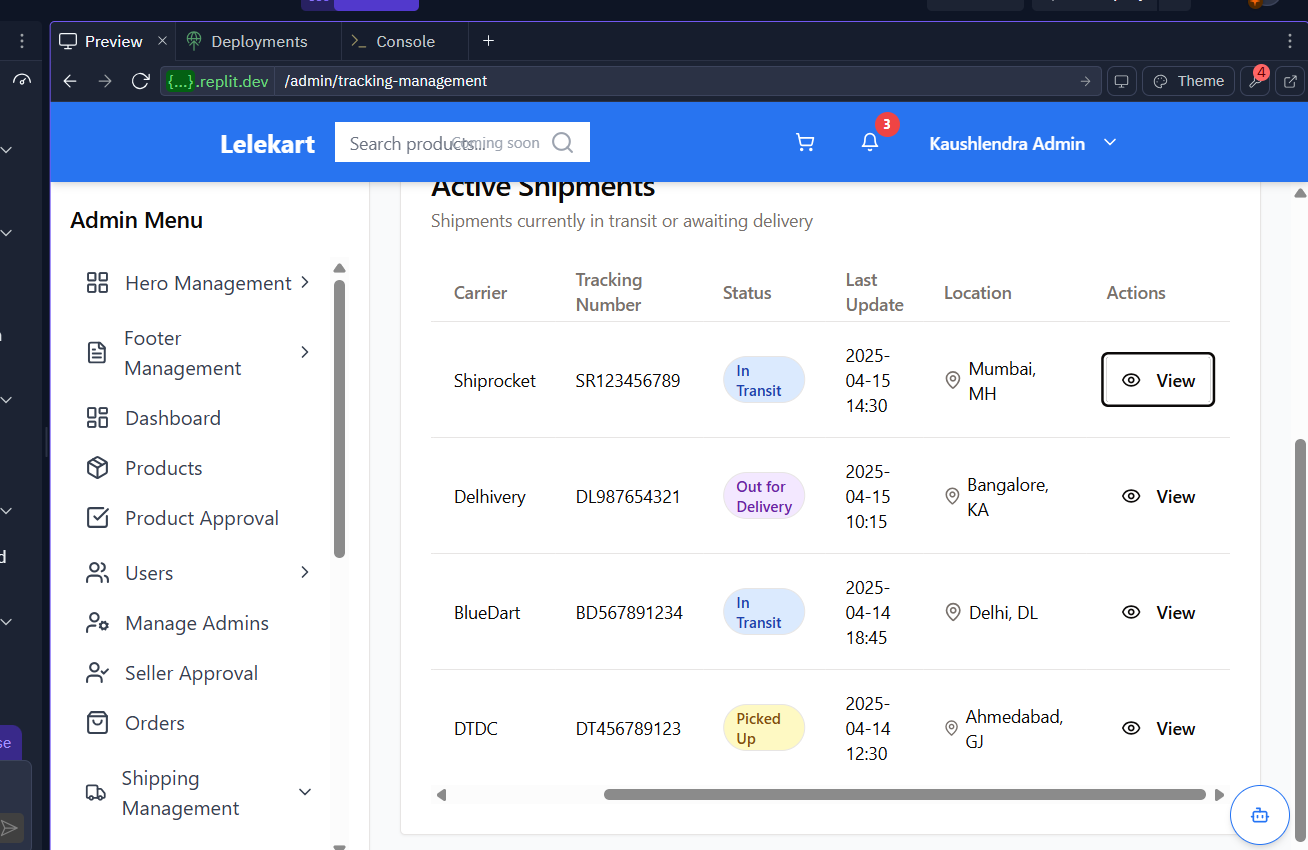 Preview
Deployments
Console
{...}.replit.dev
/admin/tracking-management
Theme
4
Lelekart
Search products...
Coming soon
3
Kaushlendra Admin
Admin Menu
Hero Management
Footer
Management
Dashboard
Products
Product Approval
Users
Manage Admins
Seller Approval
Orders
Shipping
Management
Active Shipments
Shipments currently in transit or awaiting delivery
Carrier
Tracking
Number
Status
Last
Update
Location
Actions
Shiprocket
SR123456789
In
Transit
2025-
04-15
14:30
Mumbai,
MH
View
Delhivery
DL987654321
Out for
Delivery
2025-
04-15
10:15
Bangalore,
KA
View
BlueDart
BD567891234
In
Transit
2025-
04-14
18:45
Delhi, DL
View
DTDC
DT456789123
Picked
Up
2025-
04-14
12:30
Ahmedabad,
GJ
View